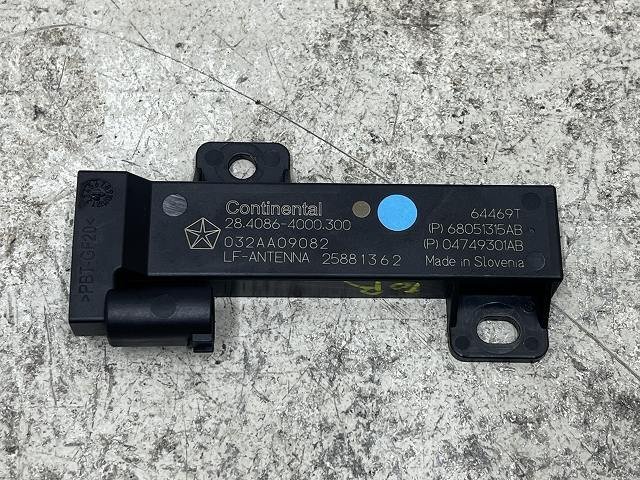 Continental
28.4086-4000.300
032AA09082
LF-ANTENNA 25881362
64469T
(P) 68051315AB
(P) 04749301AB
Made in Slovenia
>PBT-GF20<